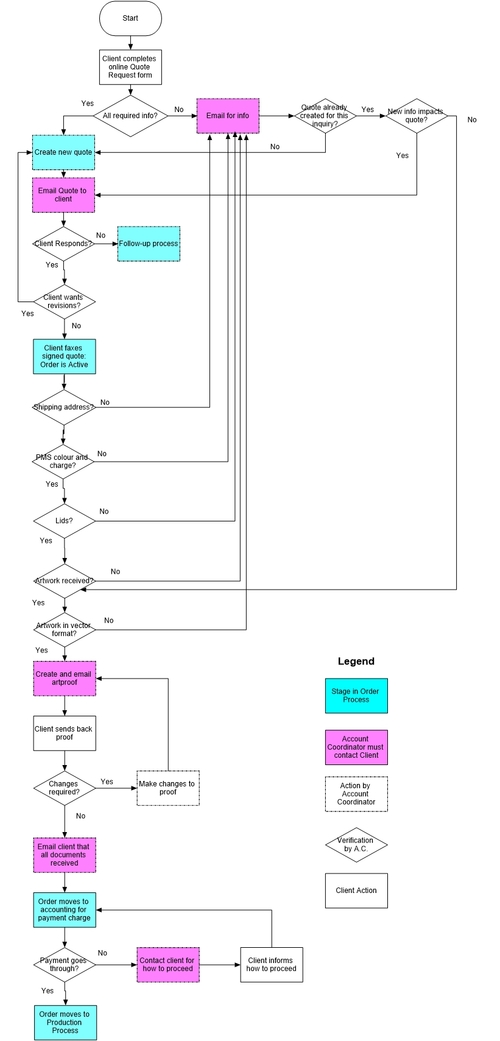 Start
Client completes
online Quote
Request form
Yes
All required info?
No
Email for info
Quote already
created for this
inquiry?
Yes
New info impacts
quote?
No
No
Yes
Create new quote
Email Quote to
client
Client Responds?
No
Follow-up process
Yes
Client wants
revisions?
Yes
No
Client faxes
signed quote:
Order is Active
Shipping address?
No
PMS colour and
charge?
No
Yes
Lids?
No
Yes
Artwork received?
No
Yes
Artwork in vector
format?
No
Yes
Create and email
artproof
Client sends back
proof
Changes
required?
Yes
Make changes to
proof
No
Email client that
all documents
received
Order moves to
accounting for
payment charge
Payment goes
through?
No
Contact client for
how to proceed
Client informs
how to proceed
Yes
Order moves to
Production
Process
Legend
Stage in Order
Process
Account
Coordinator must
contact Client
Action by
Account
Coordinator
Verification
by A.C.
Client Action